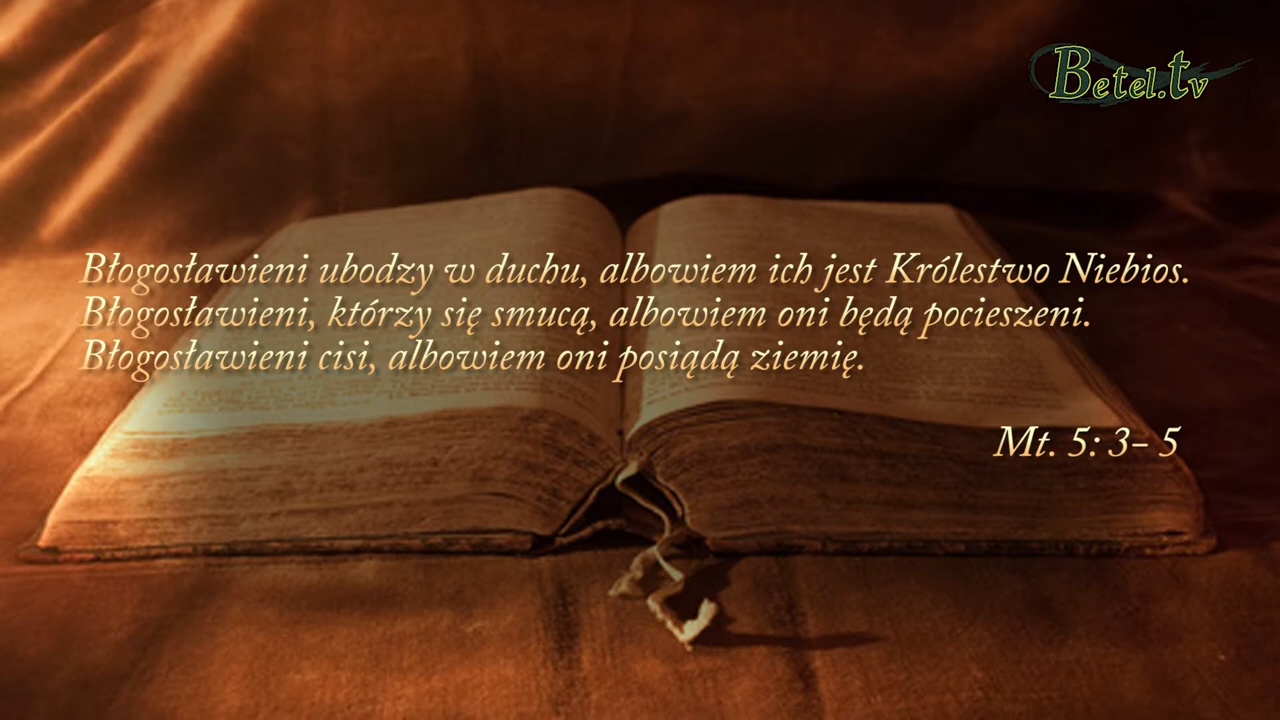 Betel.tv
Błogosławieni ubodzy w duchu, albowiem ich jest Królestwo Niebios.
Błogosławieni, którzy się smucą, albowiem oni będą pocieszeni.
Błogosławieni cisi, albowiem oni posiądą ziemię.
Mt. 5: 3- 5